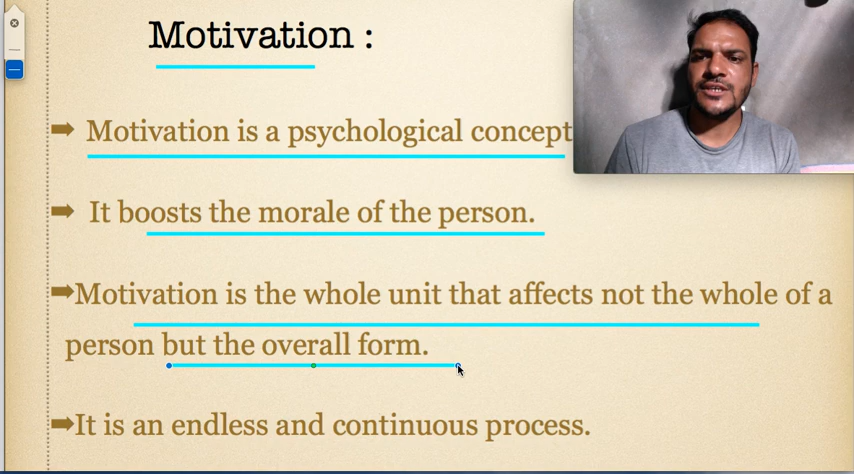 Motivation :
➡ Motivation is a psychological concept
➡ It boosts the morale of the person.
➡Motivation is the whole unit that affects not the whole of a
person but the overall form.
➡It is an endless and continuous process.